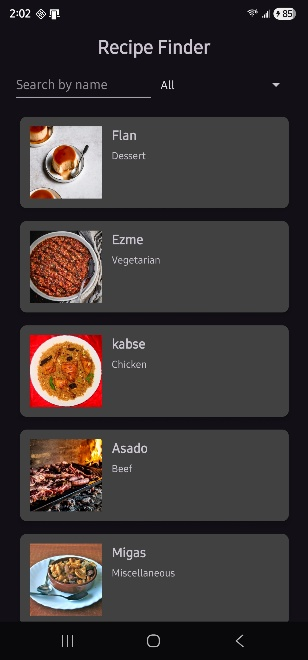 2:02
85
Recipe Finder
Search by name
All
Flan
Dessert
Ezme
Vegetarian
kabse
Chicken
Asado
Beef
Migas
Miscellaneous